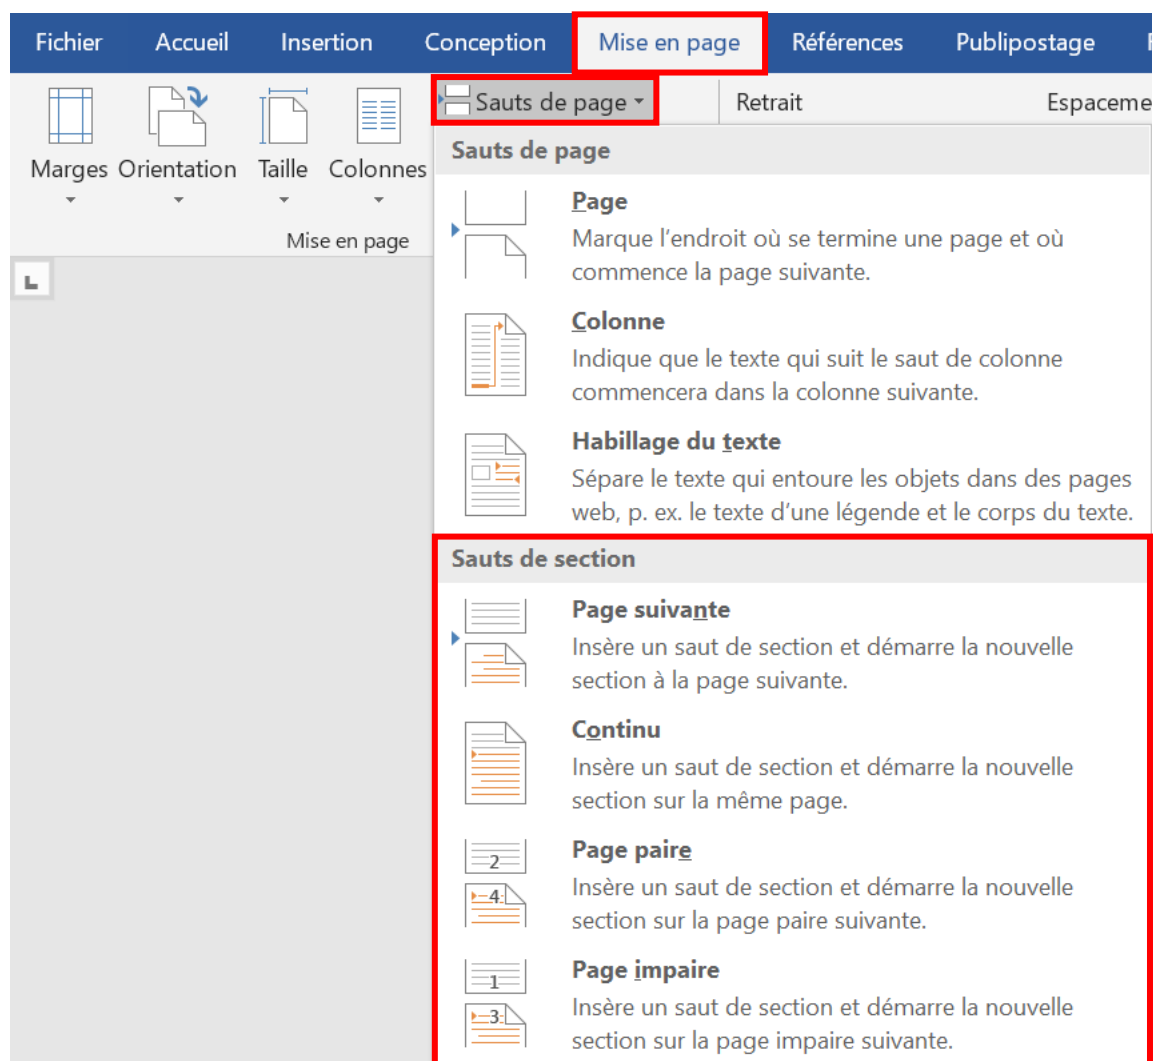 Fichier Accueil Insertion Conception Mise en page Références Publipostage
Sauts de page Retrait Espaceme
Marges Orientation Taille Colonnes
Mise en page
Sauts de page
Page
Marque l’endroit où se termine une page et où
commence la page suivante.
Colonne
Indique que le texte qui suit le saut de colonne
commencera dans la colonne suivante.
Habillage du texte
Sépare le texte qui entoure les objets dans des pages
web, p. ex. le texte d’une légende et le corps du texte.
Sauts de section
Page suivante
Insère un saut de section et démarre la nouvelle
section à la page suivante.
Continu
Insère un saut de section et démarre la nouvelle
section sur la même page.
2
4
Page paire
Insère un saut de section et démarre la nouvelle
section sur la page paire suivante.
1
3
Page impaire
Insère un saut de section et démarre la nouvelle
section sur la page impaire suivante.